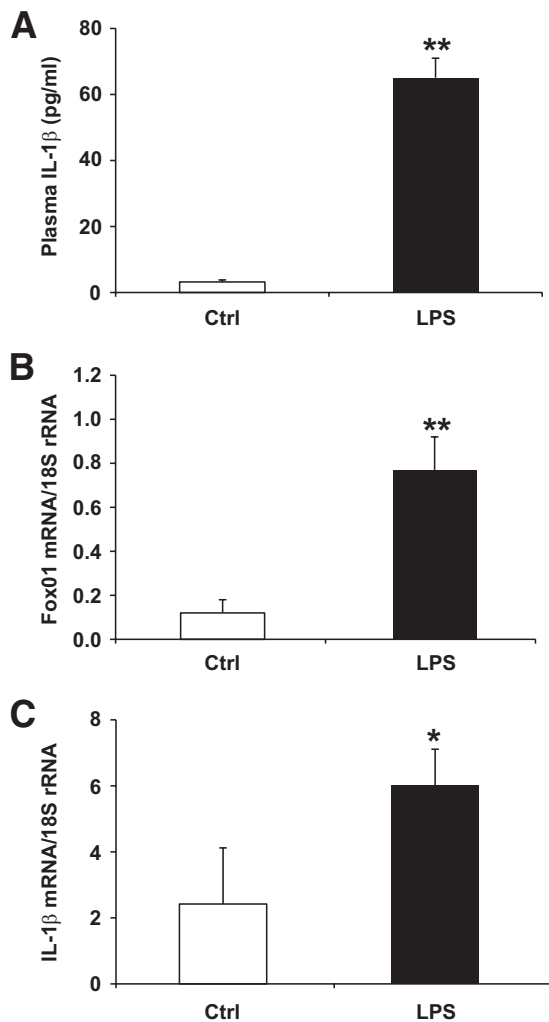 A
Plasma IL-1β (pg/ml)
80
60
40
20
0
**
Ctrl
LPS
B
Fox01 mRNA/18S rRNA
1.2
1.0
0.8
0.6
0.4
0.2
0.0
**
Ctrl
LPS
C
IL-1β mRNA/18S rRNA
8
6
4
2
0
*
Ctrl
LPS